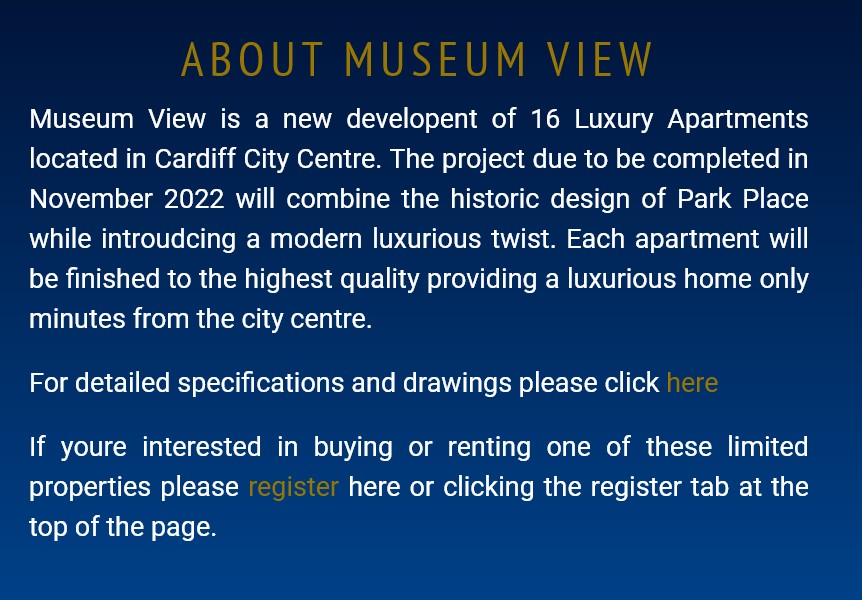 ABOUT MUSEUM VIEW
Museum View is a new developent of 16 Luxury Apartments
located in Cardiff City Centre. The project due to be completed in
November 2022 will combine the historic design of Park Place
while introudcing a modern luxurious twist. Each apartment will
be finished to the highest quality providing a luxurious home only
minutes from the city centre.
For detailed specifications and drawings please click here
If youre interested in buying or renting one of these limited
properties please register here or clicking the register tab at the
top of the page.